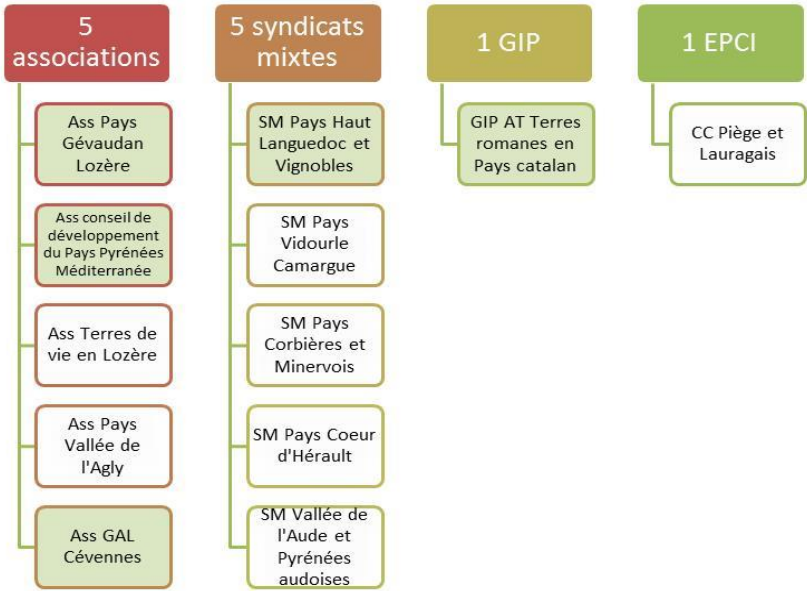 5
associations
Ass Pays
Gévaudan
Lozère
Ass conseil de
développement
du Pays Pyrénées
Méditerranée
Ass Terres de
vie en Lozère
Ass Pays
Vallée de
l'Agly
Ass GAL
Cévennes
5 syndicats
mixtes
SM Pays Haut
Languedoc et
Vignobles
SM Pays
Vidourle
Camargue
SM Pays
Corbières et
Minervois
SM Pays Coeur
d'Hérault
SM Vallée de
l'Aude et
Pyrénées
audoises
1 GIP
GIP AT Terres
romanes en
Pays catalan
1 EPCI
CC Piège et
Lauragais